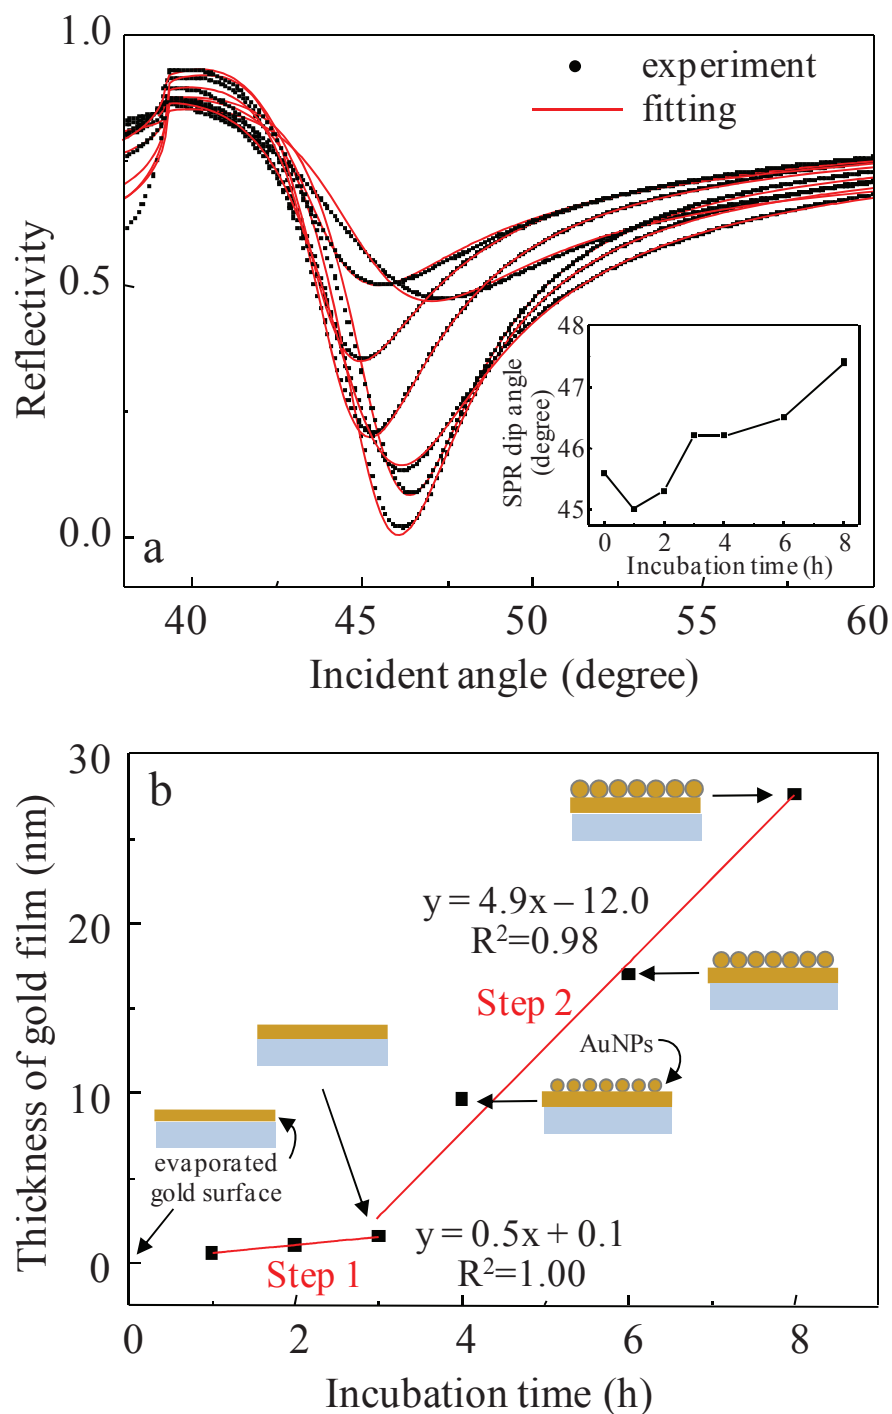 1.0
experiment
fitting
Reflectivity
0.5
48
47
46
45
SPR dip angle
(degree)
0 2 4 6 8
Incubation time (h)
0.0
a
40 45 50 55 60
Incident angle (degree)
30
b
Thickness of gold film (nm)
y = 4.9x – 12.0
R²=0.98
20
Step 2
AuNPs
10
evaporated
gold surface
y = 0.5x + 0.1
R²=1.00
Step 1
0
0 2 4 6 8
Incubation time (h)